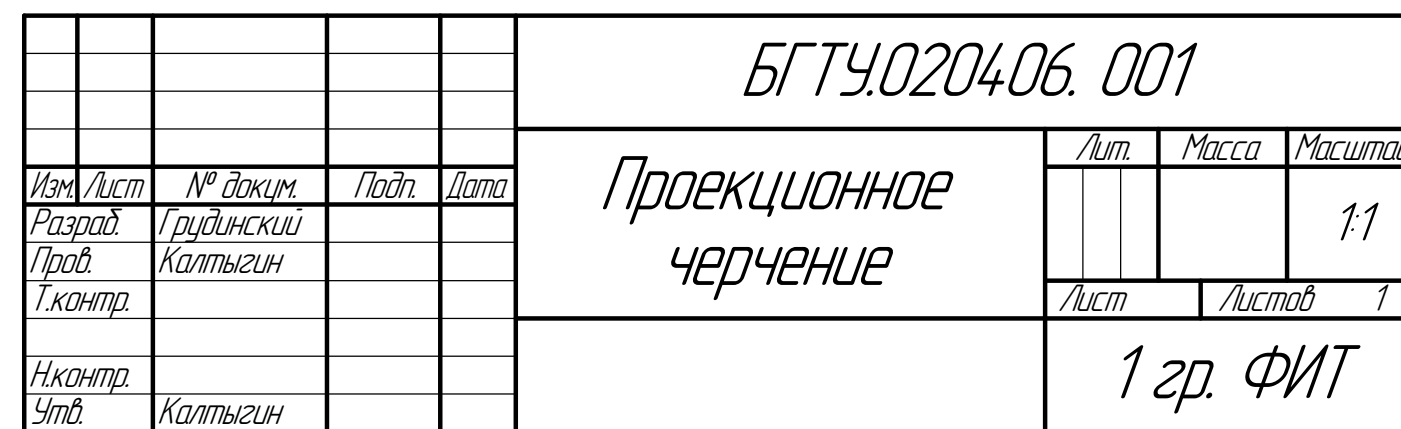 БГТУ.020406. 001
Проекционное
черчение
Лит. Масса Масштаб
1:1
Лист Листов 1
1 гр. ФИТ
Изм. Лист № докум. Подп. Дата
Разраб. Грудинский
Пров. Калтыгин
Т.контр.
Н.контр.
Утв. Калтыгин